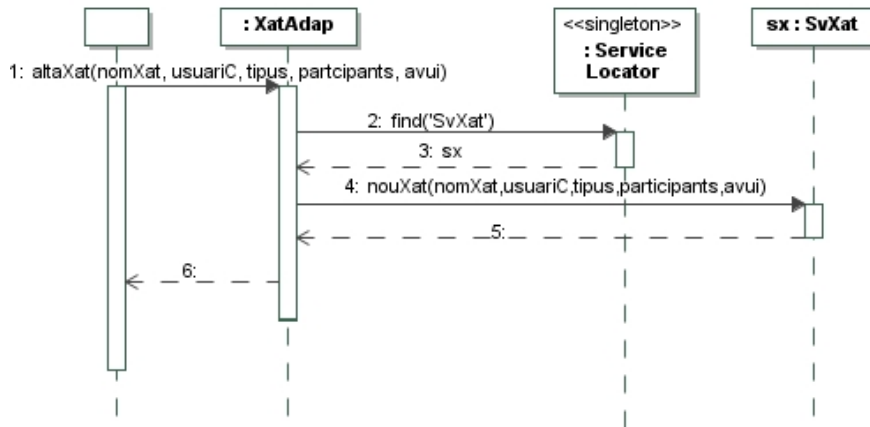 : XatAdap
<<singleton>>
: Service
Locator
sx : SvXat
1: altaXat(nomXat, usuariC, tipus, partcipants, avui)
2: find('SvXat')
3: sx
4: nouXat(nomXat,usuariC,tipus,participants,avui)
5:
6: